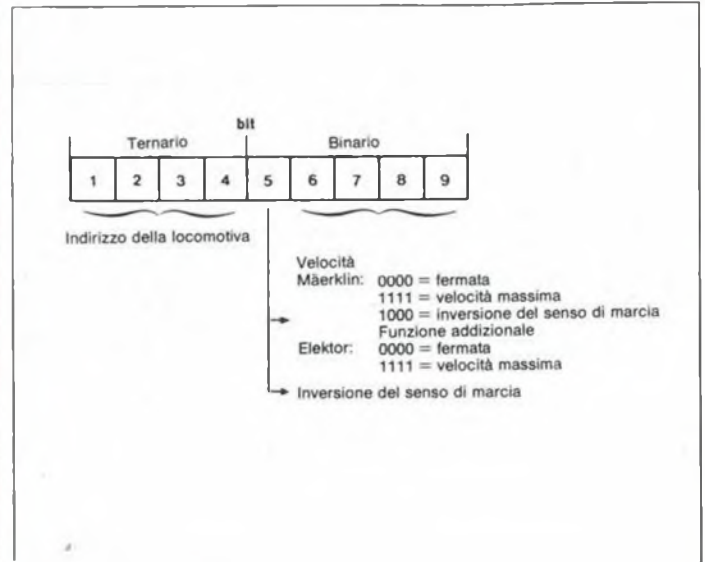 bit
Ternario Binario
1 2 3 4 5 6 7 8 9
Indirizzo della locomotiva
Velocità
Mäerklin: 0000 = fermata
1111 = velocità massima
1000 = inversione del senso di marcia
Funzione addizionale
Elektor: 0000 = fermata
1111 = velocità massima
Inversione del senso di marcia